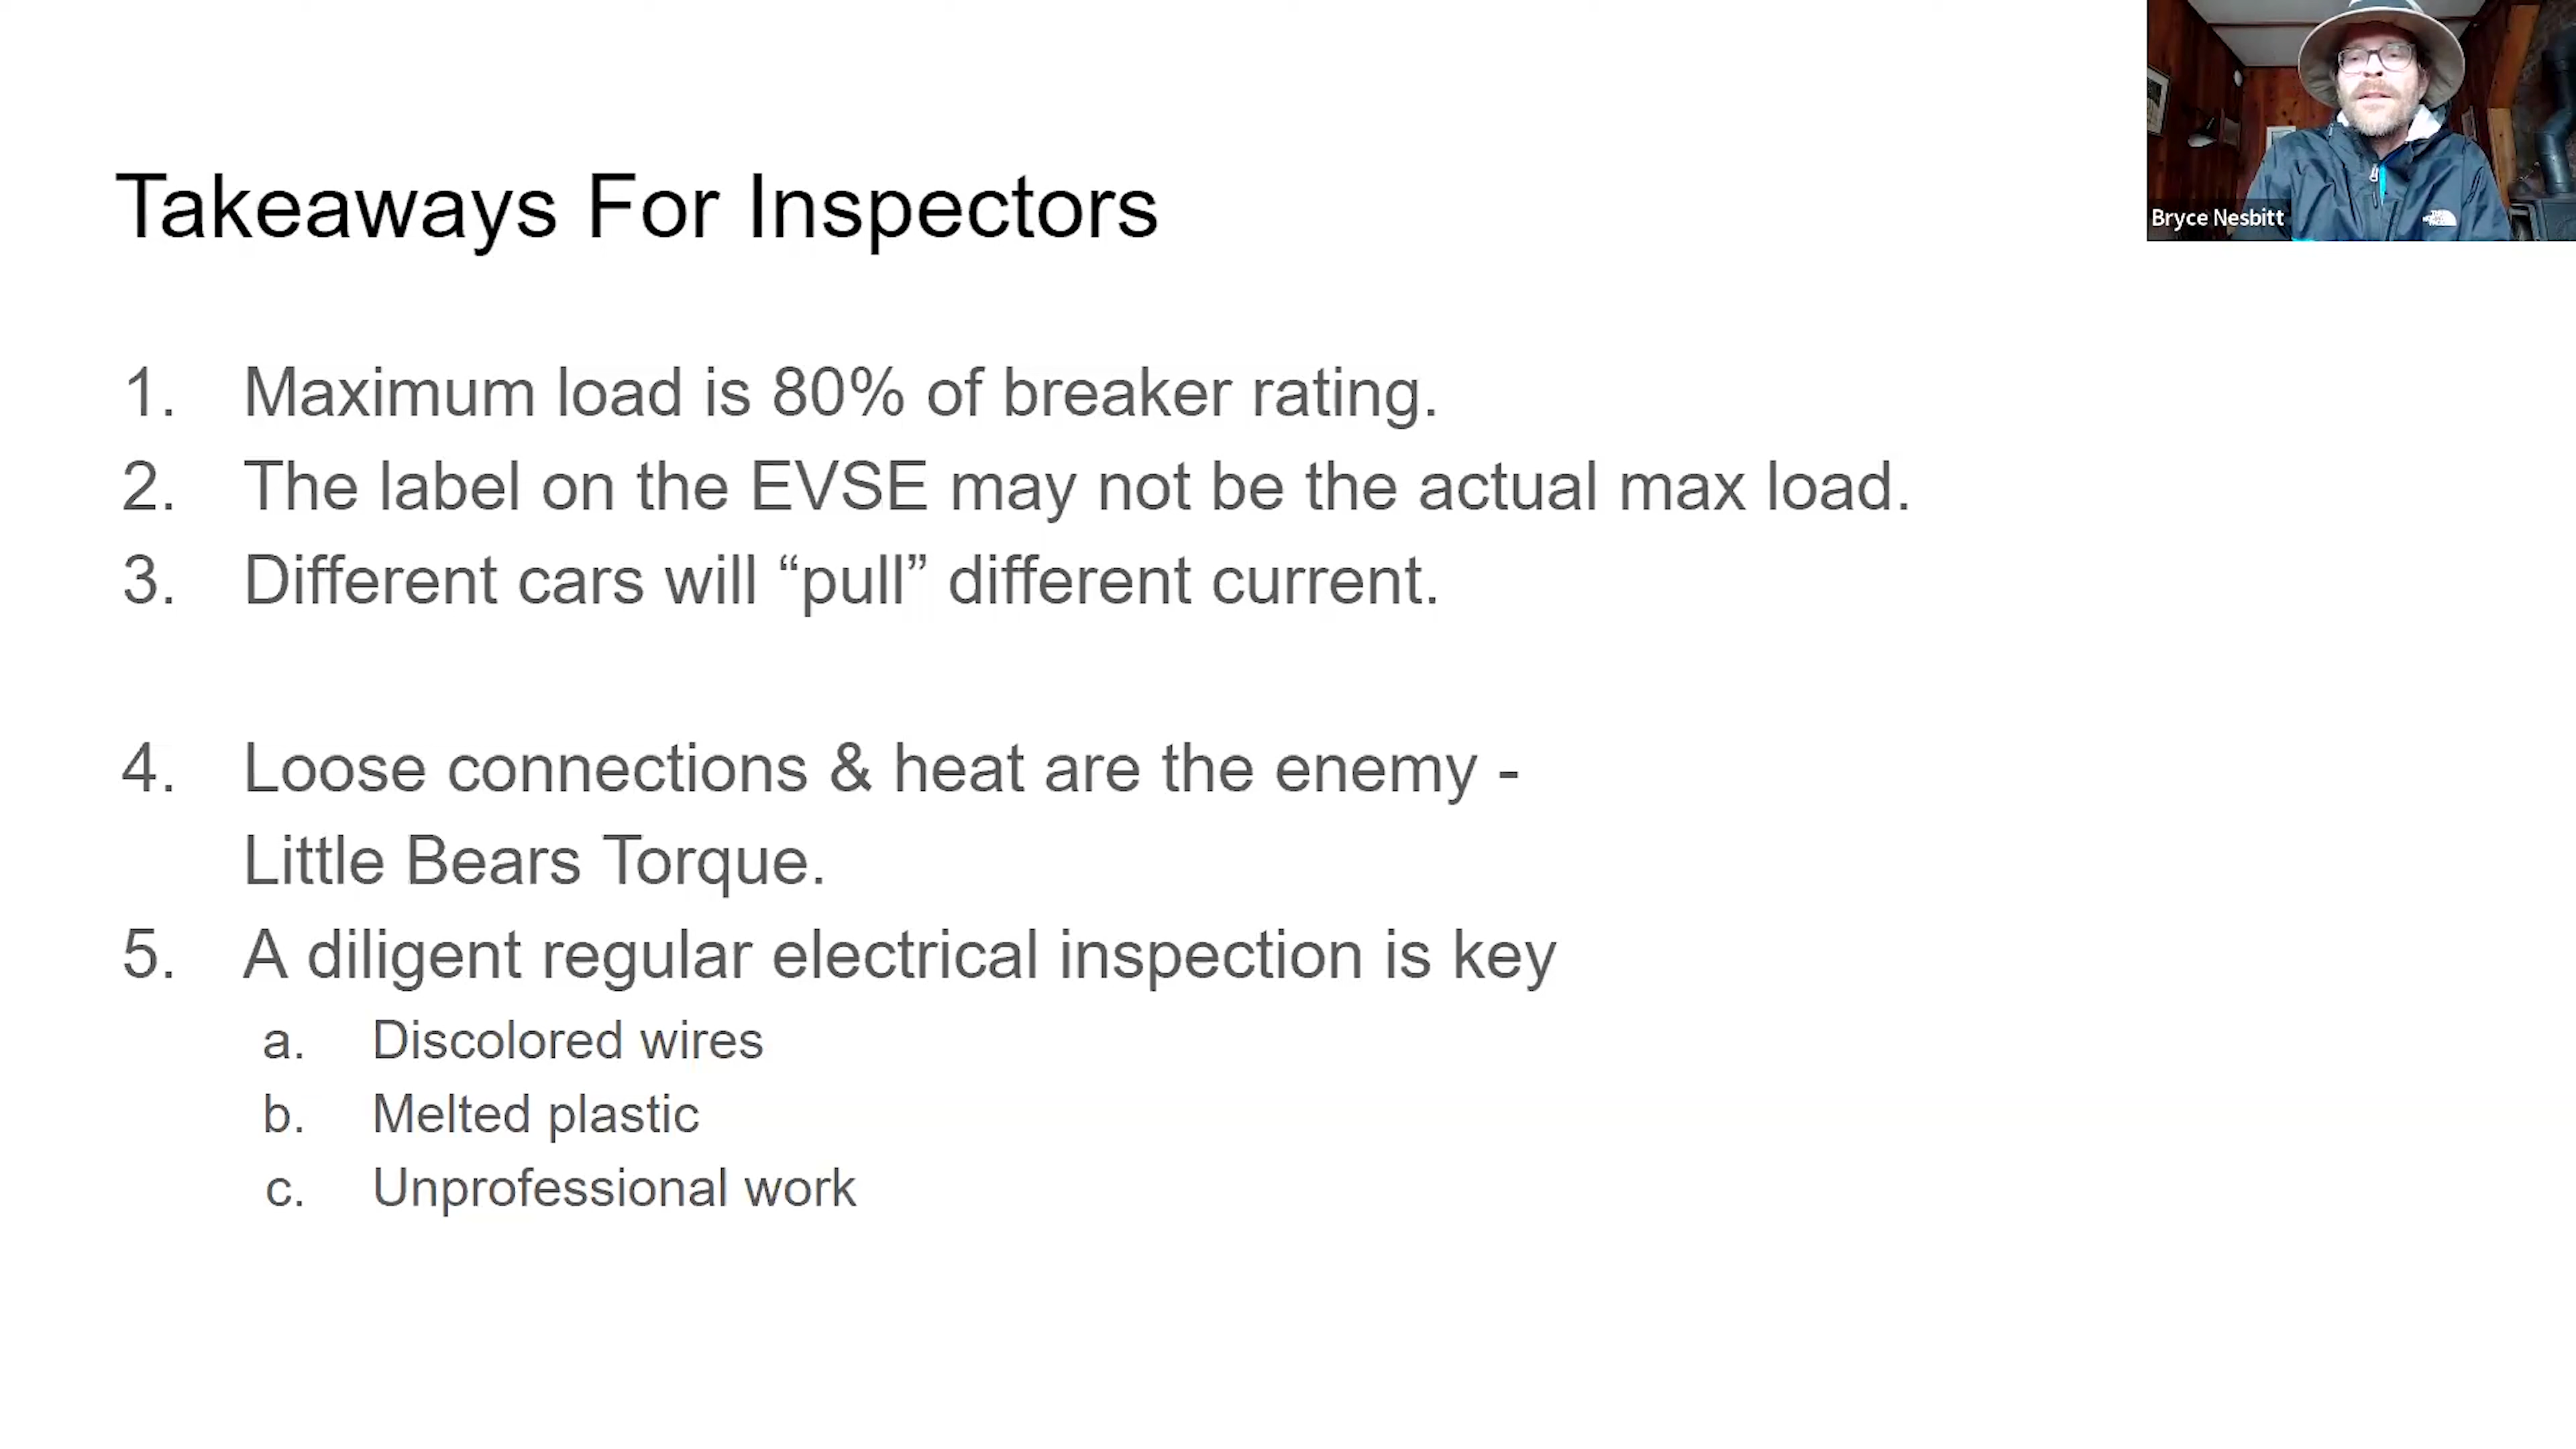 Takeaways For Inspectors
1. Maximum load is 80% of breaker rating.
2. The label on the EVSE may not be the actual max load.
3. Different cars will “pull” different current.
4. Loose connections & heat are the enemy -
Little Bears Torque.
5. A diligent regular electrical inspection is key
a. Discolored wires
b. Melted plastic
c. Unprofessional work
Bryce Nesbitt